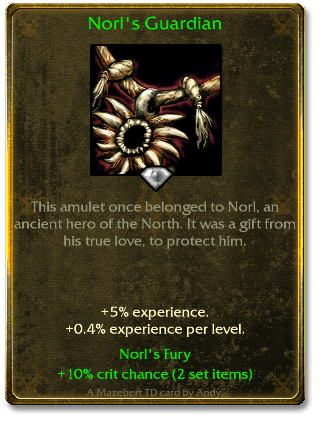 Norl's Guardian
This amulet once belonged to Norl, an
ancient hero of the North. It was a gift from
his true love, to protect him.
+5% experience.
+0.4% experience per level.
Norl's Fury
+10% crit chance (2 set items)
A Mazebert TD card by Andy.